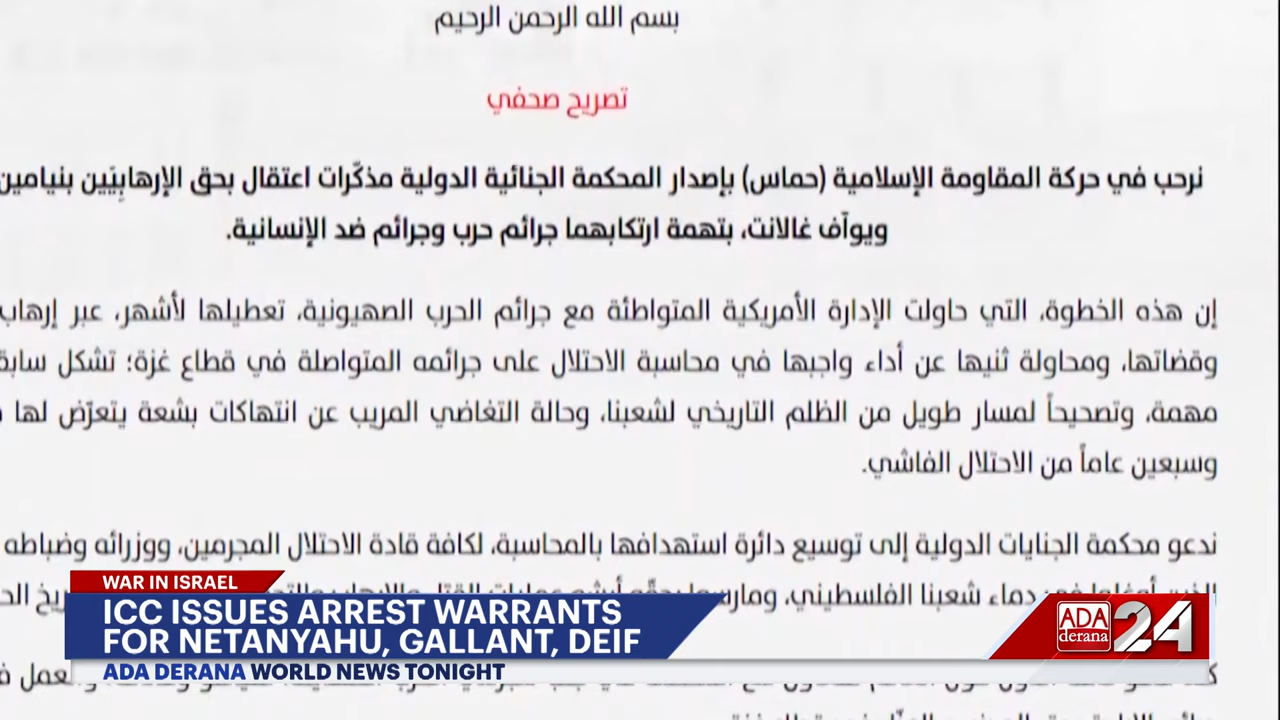 بسم الله الرحمن الرحيم
تصريح صحفي
نرحب في حركة المقاومة الإسلامية (حماس) بإصدار المحكمة الجنائية الدولية مذكّرات اعتقال بحق الإرهابيَين بنيامين
ويوآف غالانت، بتهمة ارتكابهما جرائم حرب وجرائم ضد الإنسانية.
إن هذه الخطوة، التي حاولت الإدارة الأمريكية المتواطئة مع جرائم الحرب الصهيونية، تعطيلها لأشهر، عبر إرهاب
وقضاتها، ومحاولة ثنيها عن أداء واجبها في محاسبة الاحتلال على جرائمه المتواصلة في قطاع غزة؛ تشكل
مهمة، وتصحيحاً لمسار طويل من الظلم التاريخي لشعبنا، وحالة التغاضي المريب عن انتهاكات بشعة يتعرّض لها
وسبعين عاماً من الاحتلال الفاشي.
ندعو محكمة الجنايات الدولية إلى توسيع دائرة استهدافها بالمحاسبة، لكافة قادة الاحتلال المجرمين، ووزرائه وضباطه
دماء شعبنا الفلسطيني،
WAR IN ISRAEL
ICC ISSUES ARREST WARRANTS
FOR NETANYAHU, GALLANT, DEIF
ADA DERANA WORLD NEWS TONIGHT
ADA
derana
24